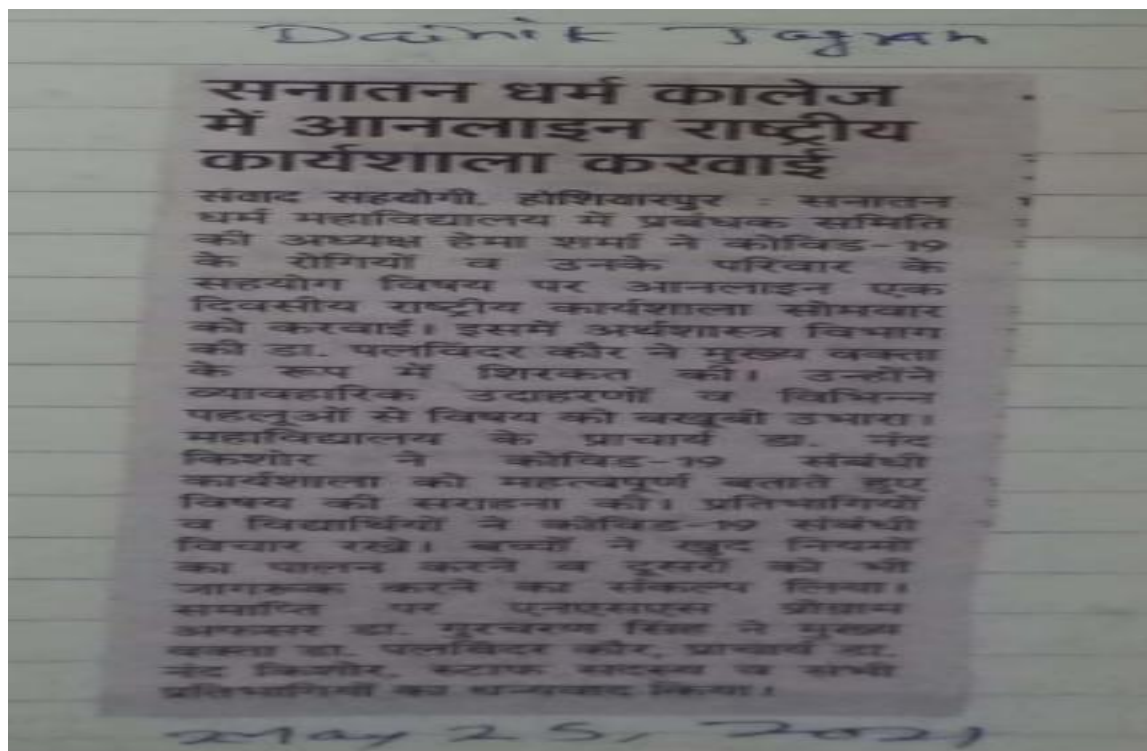 Dainik Jagran
सनातन धर्म कालेज
में आनलाइन राष्ट्रीय
कार्यशाला करवाई
संवाद सहयोगी, होशियारपुर : सनातन
धर्म महाविद्यालय में प्रबंधक समिति
की अध्यक्ष हेमा शर्मा ने कोविड-19
के रोगियों व उनके परिवार के
सहयोग विषय पर आनलाइन एक
दिवसीय राष्ट्रीय कार्यशाला सोमवार
को करवाई। इसमें अर्थशास्त्र विभाग
की डा. पलविंदर कौर ने मुख्य वक्ता
के रूप में शिरकत की। उन्होंने
व्यावहारिक उदाहरणों व विभिन्न
पहलूओं से विषय को बखूबी उभारा।
महाविद्यालय के प्राचार्य डा. नंद
किशोर ने कोविड-19 संबंधी
कार्यशाला को महत्वपूर्ण बताते हुए
विषय की सराहना की। प्रतिभागियों
व विद्यार्थियों ने कोविड-19 संबंधी
विचार रखे। बच्चों ने खुद नियमों
का पालन करने व दूसरों को भी
जागरुक करने का संकल्प लिया।
समाप्ति पर एनएसएस प्रोग्राम
अफसर डा. गुरचरण सिंह ने मुख्य
वक्ता डा. पलविंदर कौर, प्राचार्य डा.
नंद किशोर, स्टाफ सदस्य व सभी
प्रतिभागियों का धन्यवाद किया।
May 25, 2021